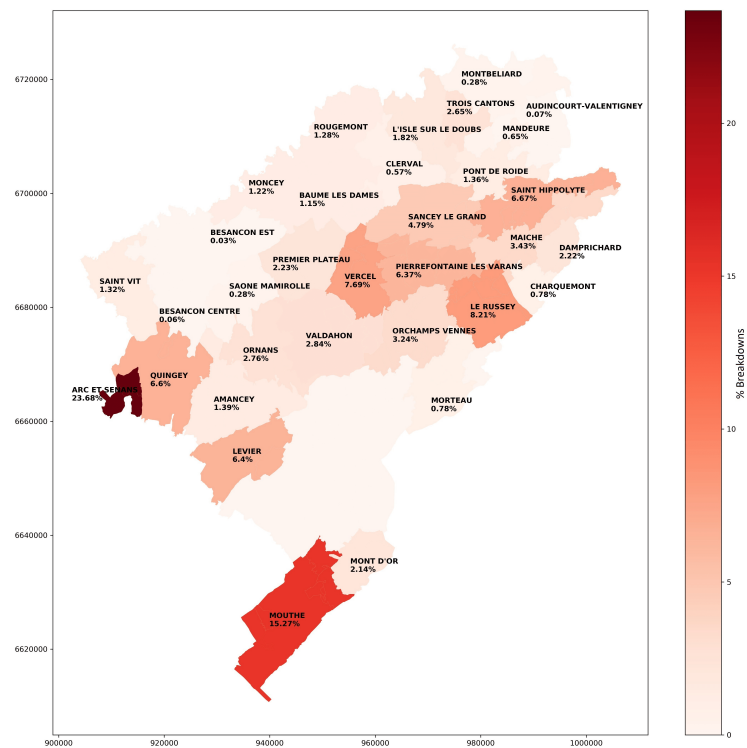 MONTBELIARD
0.28%
TROIS CANTONS
2.65%
AUDINCOURT-VALENTIGNEY
0.07%
ROUGEMONT
1.28%
L'ISLE SUR LE DOUBS
1.82%
MANDEURE
0.65%
CLERVAL
0.57%
PONT DE ROIDE
1.36%
MONCEY
1.22%
BAUME LES DAMES
1.15%
SAINT HIPPOLYTE
6.67%
SANCEY LE GRAND
4.79%
BESANCON EST
0.03%
MAICHE
3.43%
DAMPRICHARD
2.22%
PREMIER PLATEAU
2.23%
PIERREFONTAINE LES VARANS
6.37%
VERCEL
7.69%
SAINT VIT
1.32%
SAONE MAMIROLLE
0.28%
CHARQUEMONT
0.78%
LE RUSSEY
8.21%
BESANCON CENTRE
0.06%
VALDAHON
2.84%
ORCHAMPS VENNES
3.24%
ORNANS
2.76%
QUINGEY
6.6%
ARC ET SENANS
23.68%
AMANCEY
1.39%
MORTEAU
0.78%
LEVIER
6.4%
MONT D'OR
2.14%
MOUTHE
15.27%
6720000
6700000
6680000
6660000
6640000
6620000
900000
920000
940000
960000
980000
1000000
20
15
10
5
0
% Breakdowns